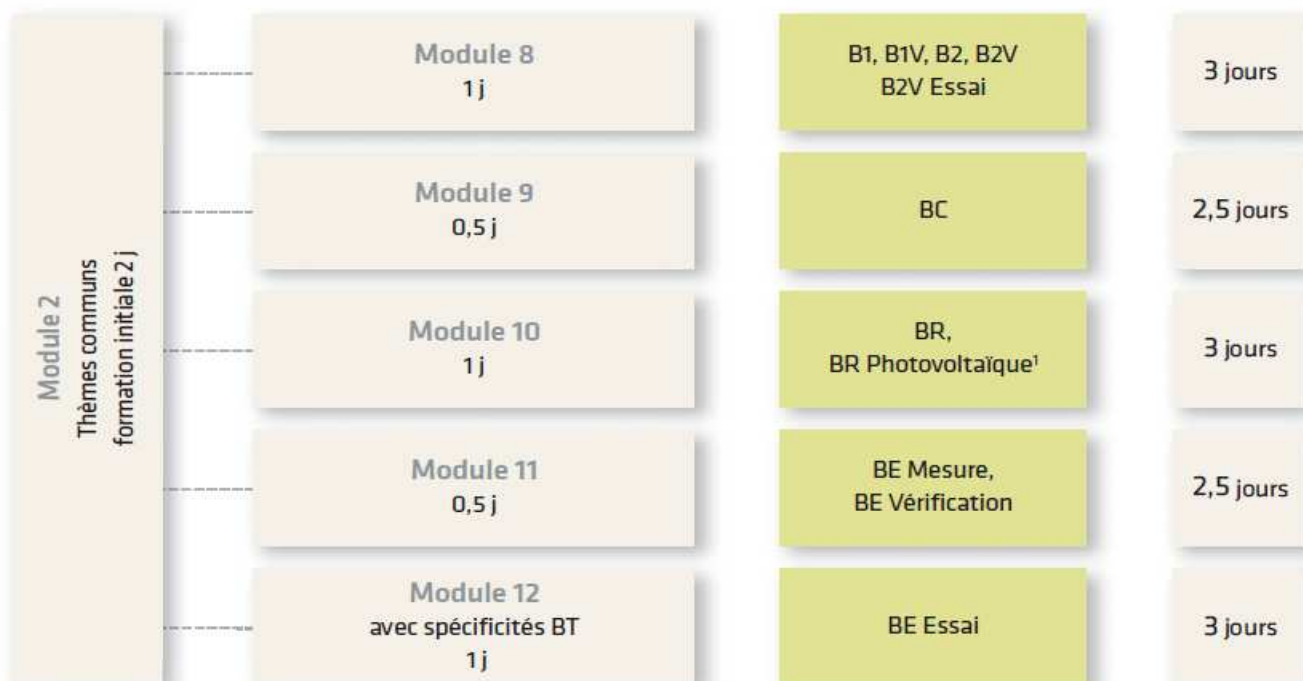 Module 2
Thèmes communs
formation initiale 2 j
Module 8
1 j
B1, B1V, B2, B2V
B2V Essai
3 jours
Module 9
0,5 j
BC
2,5 jours
Module 10
1 j
BR,
BR Photovoltaïque¹
3 jours
Module 11
0,5 j
BE Mesure,
BE Vérification
2,5 jours
Module 12
avec spécificités BT
1 j
BE Essai
3 jours